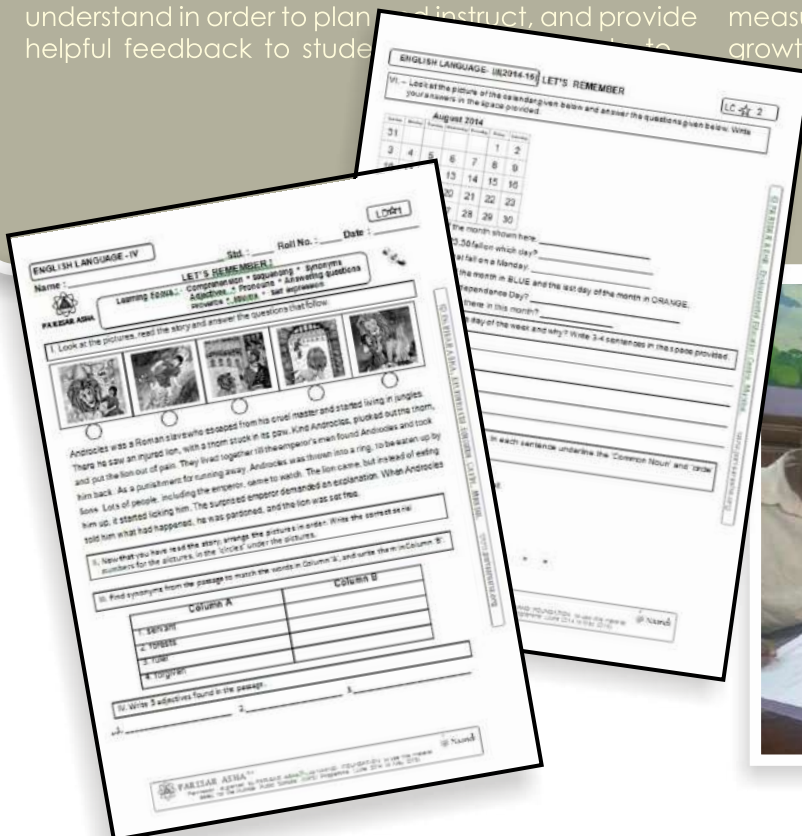 understand in order to plan and instruct, and provide
helpful feedback to
measu
growt
ENGLISH LANGUAGE- III(2014-15) LET'S REMEMBER
LC 2
VI. – Look at the picture of the calendar given below and answer the questions given below. Write
your answers in the space provided.
August 2014
31 1 2
3 4 5 6 7 8 9
13 14 15 16
20 21 22 23
28 29 30
the month shown here.
fall on which day?
fall on a Monday.
the month in BLUE and the last day of the month in ORANGE.
dependance Day?
there in this month?
day of the week and why? Write 3-4 sentences in the space provided.
in each sentence underline the 'Common Noun' and
ENGLISH LANGUAGE - IV
Name : Std. : Roll No. : Date :
PARISAR ASHA
LET'S REMEMBER :
Learning Focus : Comprehension * Sequencing * Synonyms
Adjectives * Pronouns * Answering questions
I. Look at the pictures, read the story and answer the questions that follow.
Androcles was a Roman slave who escaped from his cruel master and started living in jungles.
There he saw an injured lion, with a thorn stuck in its paw. Kind Androcles, plucked out the thorn,
and put the lion out of pain. They lived together till the emperor's men found Androcles and took
him back. As a punishment for running away, Androcles was thrown into a ring, to be eaten up by
lions. Lots of people, including the emperor, came to watch. The lion came, but instead of eating
him up, it started licking him. The surprised emperor demanded an explanation. When Androcles
told him what had happened, he was pardoned, and the lion was set free.
II. Now that you have read the story, arrange the pictures in order. Write the correct serial
numbers for the pictures, in the 'circles' under the pictures.
III. Find synonyms from the passage to match the words in Column 'A', and write them in Column 'B'.
Column A Column B
1. servant
2. forests
3. ruler
4. forgiven
IV. Write 3 adjectives found in the passage.
1. 2. 3.
PARISAR ASHA